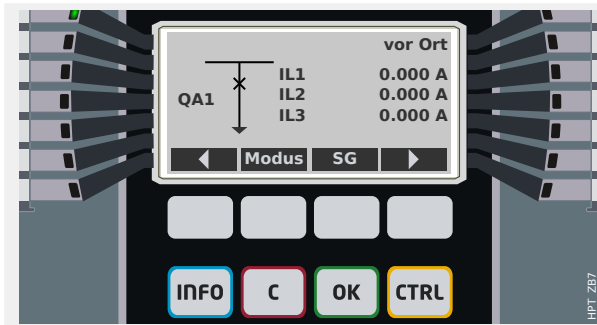 vor Ort
IL1 0.000 A
IL2 0.000 A
QA1
IL3 0.000 A
Modus SG
INFO C OK CTRL
HPT ZB7